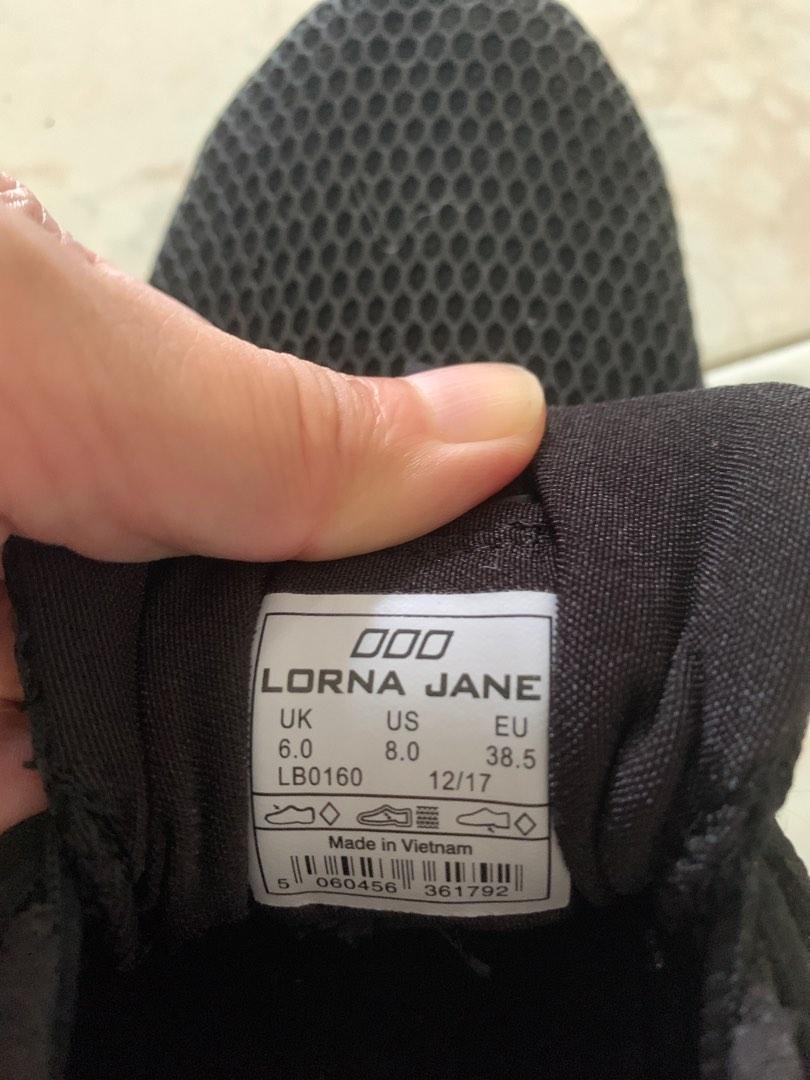 LORNA JANE
UK US EU
6.0 8.0 38.5
LB0160 12/17
Made in Vietnam
5 060456 361792